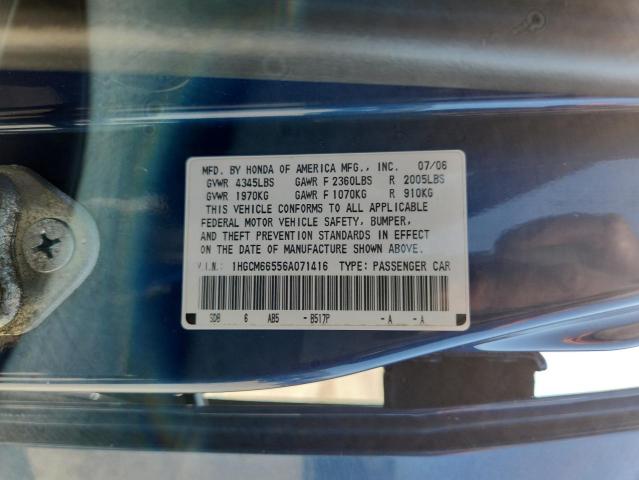 MFD. BY HONDA OF AMERICA MFG., INC. 07/06
GVWR 4345LBS GAWR F 2360LBS R 2005LBS
GVWR 1970KG GAWR F 1070KG R 910KG
THIS VEHICLE CONFORMS TO ALL APPLICABLE
FEDERAL MOTOR VEHICLE SAFETY, BUMPER,
AND THEFT PREVENTION STANDARDS IN EFFECT
ON THE DATE OF MANUFACTURE SHOWN ABOVE.
V.I.N.: 1HGCM66556A071416 TYPE: PASSENGER CAR
SDB 6 AB5 - B517P - A - A